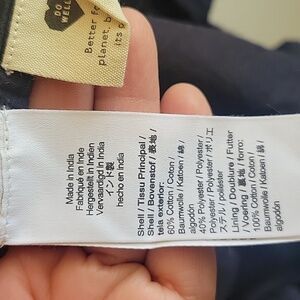 DO
WELL
Better fo
planet, b
its
Made in India
Fabriqué en Inde
Hergestellt in Indien
Vervaardigd in India
インド製
hecho en India
Shell / Tissu Principal /
Shell / Bovenstof / 表地 /
tela exterior:
60% Cotton / Coton /
Baumwolle / Katoen / 綿 /
algodón
40% Polyester / Polyester /
Polyester / Polyester / ポリエ
ステル / poliéster
Lining / Doublure / Futter
/ Voering / 裏地 / forro:
100% Cotton / Coton /
Baumwolle / Katoen / 綿 /
algodón